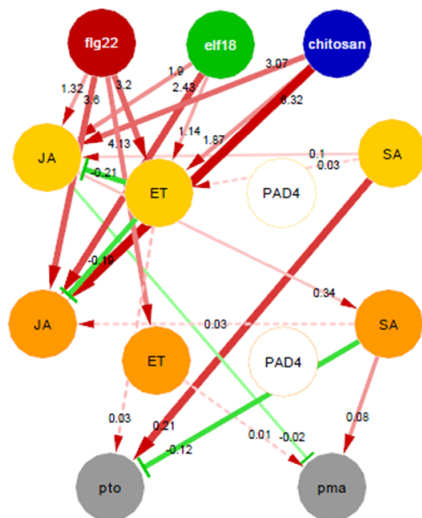 flg22 elf18 chitosan
1.32 3.6 3.2 1.9 2.43 3.07
4.13 1.14 1.87 6.32
JA SA
0.1
0.03
-0.21 ET PAD4
-0.19
0.34
JA 0.03 SA
ET PAD4
0.03 0.21 0.01 -0.02 0.08
-0.12
pto pma